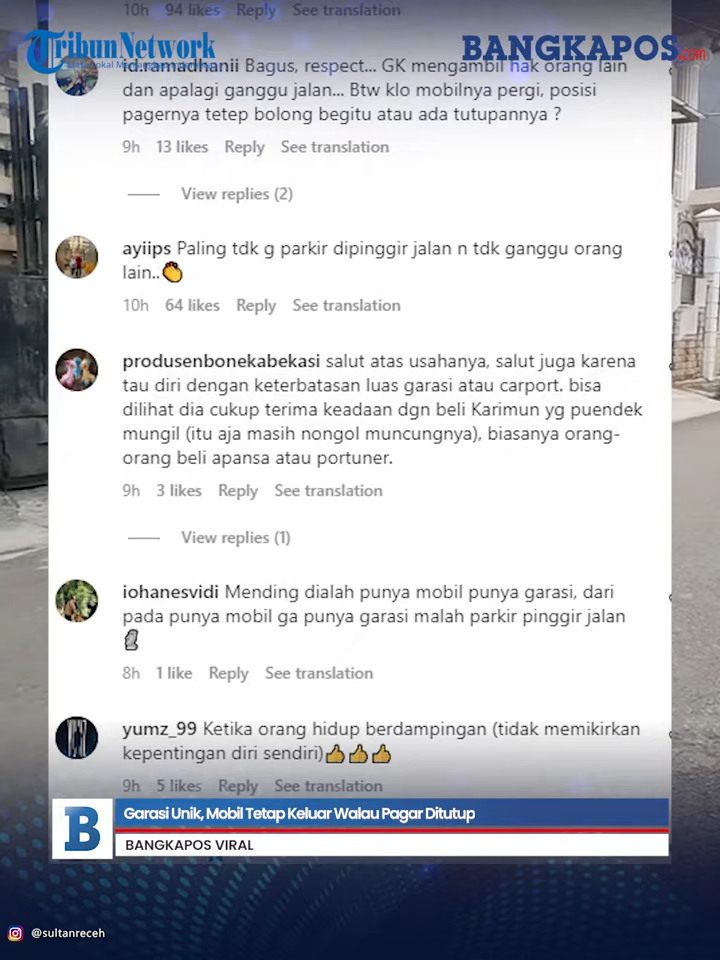 10h 94 likes Reply See translation
TribunNetwork
BANGKAPOS.com
Bagus, respect... GK mengambil hak orang lain
dan apalagi ganggu jalan... Btw klo mobilnya pergi, posisi
pagernya tetep bolong begitu atau ada tutupannya ?
9h 13 likes Reply See translation
View replies (2)
ayiips Paling tdk g parkir dipinggir jalan n tdk ganggu orang
lain..👏
10h 64 likes Reply See translation
produsenbonekabekasi salut atas usahanya, salut juga karena
tau diri dengan keterbatasan luas garasi atau carport. bisa
dilihat dia cukup terima keadaan dgn beli Karimun yg puendek
mungil (itu aja masih nongol muncungnya), biasanya orang-
orang beli apansa atau portuner.
9h 3 likes Reply See translation
View replies (1)
iohanesvidi Mending dialah punya mobil punya garasi, dari
pada punya mobil ga punya garasi malah parkir pinggir jalan
🗿
8h 1 like Reply See translation
yumz_99 Ketika orang hidup berdampingan (tidak memikirkan
kepentingan diri sendiri)👍👍👍
9h 5 likes Reply See translation
B
Garasi Unik, Mobil Tetap Keluar Walau Pagar Ditutup
BANGKAPOS VIRAL
@sultanreceh